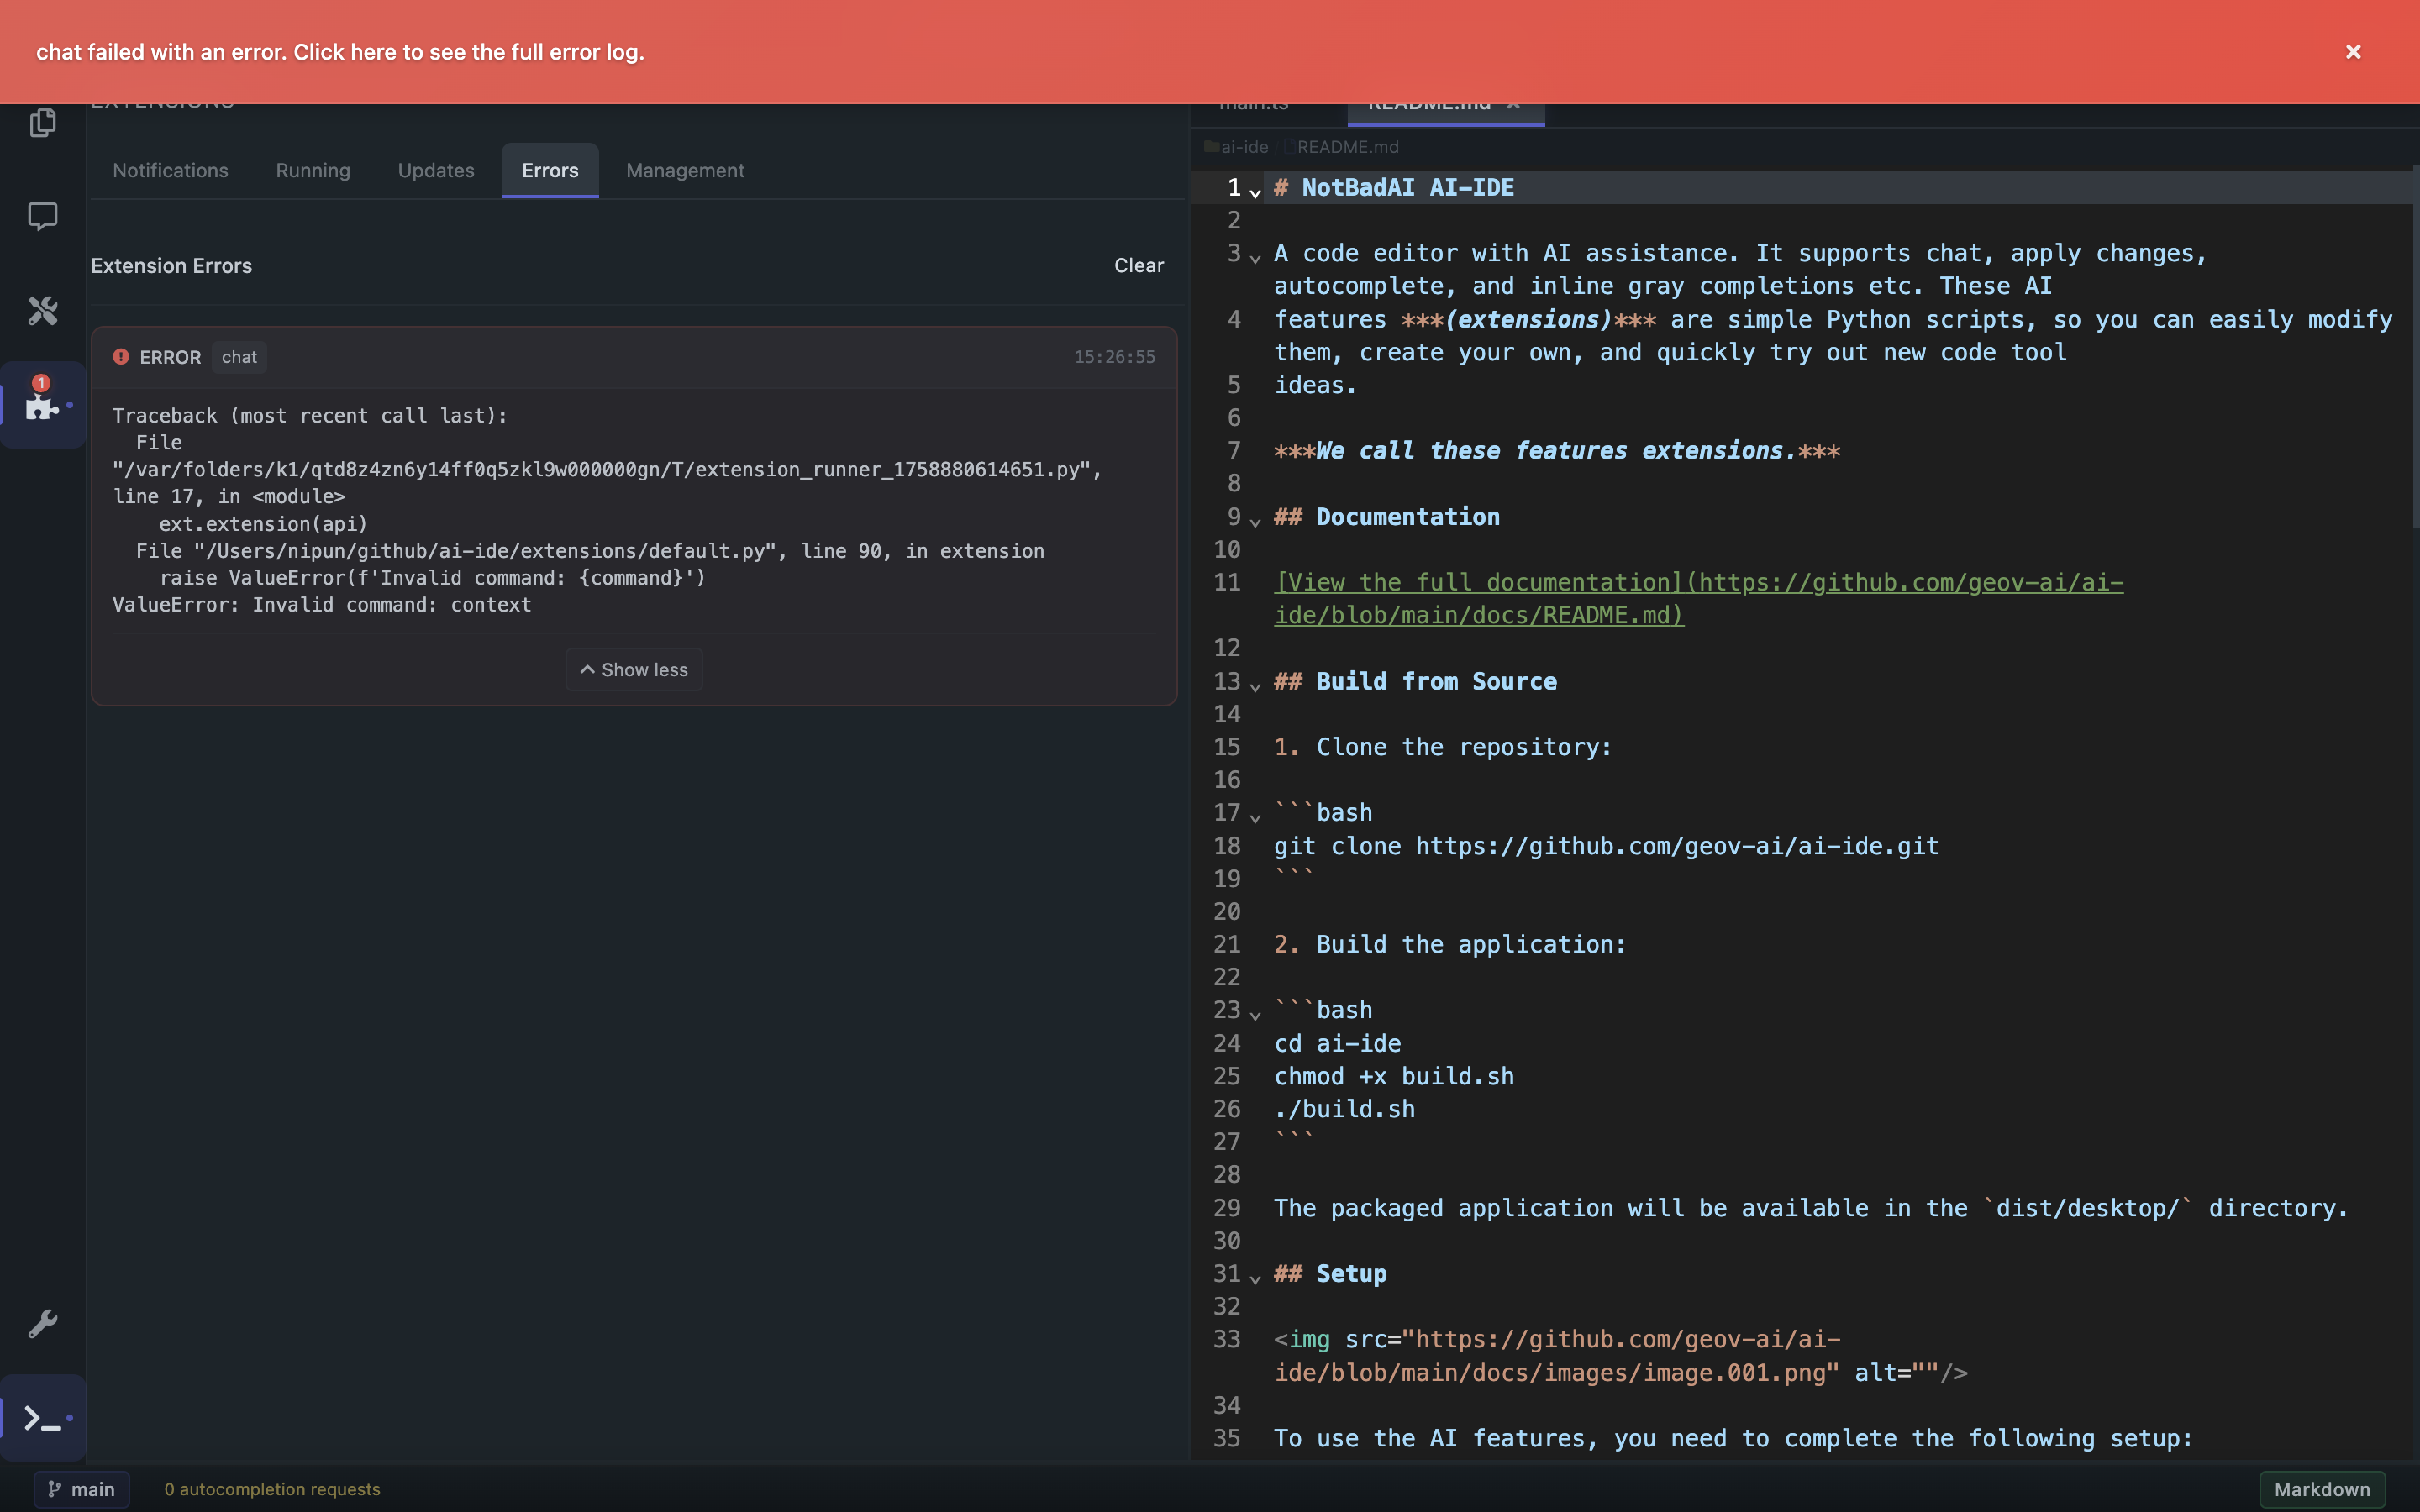 chat failed with an error. Click here to see the full error log.
EXTENSIONS
Notifications Running Updates Errors Management
Extension Errors
Clear
ERROR chat 15:26:55
Traceback (most recent call last):
  File
"/var/folders/k1/qtd8z4zn6y14ff0q5zkl9w000000gn/T/extension_runner_1758880614651.py",
line 17, in <module>
    ext.extension(api)
  File "/Users/nipun/github/ai-ide/extensions/default.py", line 90, in extension
    raise ValueError(f'Invalid command: {command}')
ValueError: Invalid command: context
Show less
1
main.ts README.md
ai-ide README.md
1 # NotBadAI AI-IDE
2
3 A code editor with AI assistance. It supports chat, apply changes,
autocomplete, and inline gray completions etc. These AI
4 features ***(extensions)*** are simple Python scripts, so you can easily modify
them, create your own, and quickly try out new code tool
5 ideas.
6
7 ***We call these features extensions.***
8
9 ## Documentation
10
11 [View the full documentation](https://github.com/geov-ai/ai-
ide/blob/main/docs/README.md)
12
13 ## Build from Source
14
15 1. Clone the repository:
16
17 ```bash
18 git clone https://github.com/geov-ai/ai-ide.git
19 ```
20
21 2. Build the application:
22
23 ```bash
24 cd ai-ide
25 chmod +x build.sh
26 ./build.sh
27 ```
28
29 The packaged application will be available in the `dist/desktop/` directory.
30
31 ## Setup
32
33 <img src="https://github.com/geov-ai/ai-
ide/blob/main/docs/images/image.001.png" alt=""/>
34
35 To use the AI features, you need to complete the following setup:
main 0 autocompletion requests Markdown